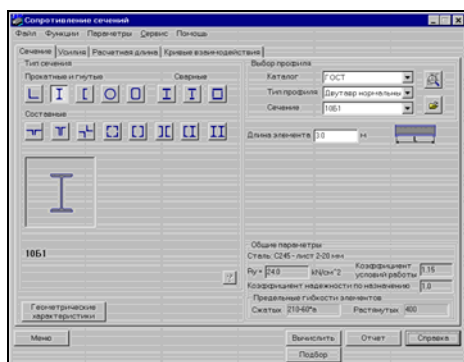 Сопротивление сечений
Файл Функции Параметры Сервис Помощь
Сечение Усилия Расчетная длина Кривые взаимодействия
Тип сечения
Прокатные и гнутые Сварные
Составные
10Б1
?
Геометрические характеристики
Выбор профиля
Каталог ГОСТ
Тип профиля Двутавр нормальны
Сечение 10Б1
Длина элемента 3.0 м
L
Общие параметры
Сталь: С245 - лист 2-20 мм
Ry = 24.0 kN/cm^2 Коэффициент условий работы 1.15
Коэффициент надежности по назначению 1.0
Предельные гибкости элементов
Сжатых 210-60*a Растянутых 400
Меню Вычислить Отчет Справка
Подбор